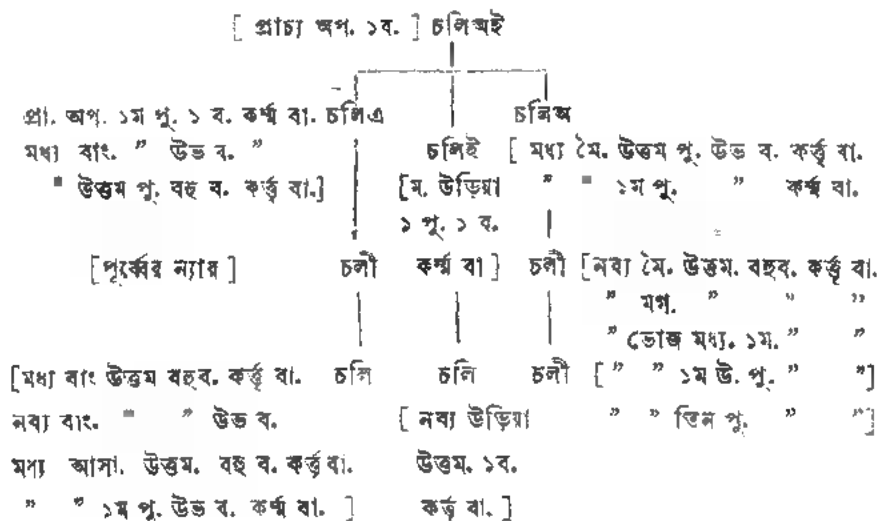 [ প্রাচ্য অপ. ১ব. ] চলিঅই
প্রা. অপ. ১ম পু. ১ ব. কর্ম্ম বা. চলিএ চলিঅ
মধ্য বাং. " উভ ব. " চলিই [ মধ্য মৈ. উত্তম পু. উভ ব. কর্ত্তৃ বা.
" উত্তম পু. বহু ব. কর্ত্তৃ বা.] [ম. উড়িয়া " " ১ম পু. " কর্ম্ম বা.
১ পু. ১ ব.
[পূর্ব্বের ন্যায়] চলী কর্ম্ম বা] চলী [নব্য মৈ. উত্তম. বহুব. কর্ত্তৃ বা.
" মগ. " " "
" ভোজ মধ্য. ১ম. " "
[মধ্য বাং উত্তম বহুব. কর্ত্তৃ বা. চলি চলি চলী [ " " ১ম উ. পু. " "]
নব্য বাং. " " উভ ব. [ নব্য উড়িয়া " " তিন পু. " "]
মধ্য আসা. উত্তম. বহু ব. কর্ত্তৃ বা. উত্তম. ১ব.
" " ১ম পু. উভ ব. কর্ম্ম বা. ] কর্ত্তৃ বা. ]